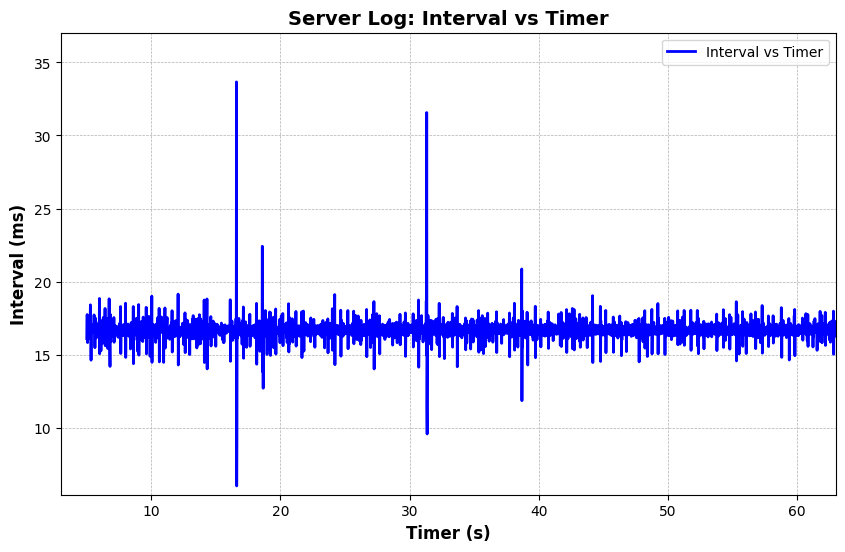 Server Log: Interval vs Timer
Interval vs Timer
35
30
25
20
15
10
Interval (ms)
10 20 30 40 50 60
Timer (s)